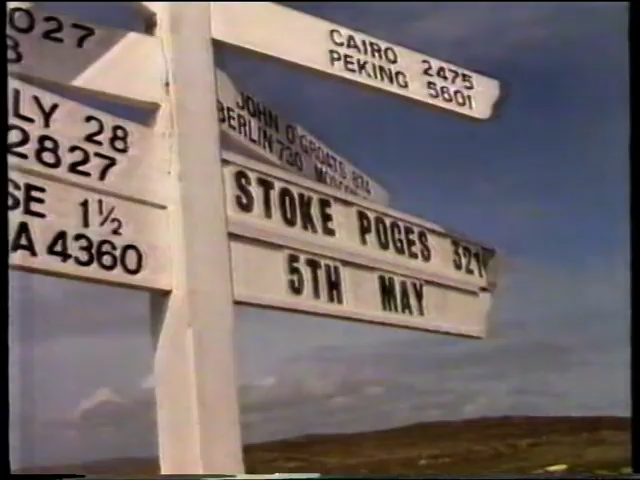 027
8
CAIRO 2475
PEKING 5601
JOHN O'GROATS 874
BERLIN 730
LY 28
2827
STOKE POGES 321
SE 1½
A 4360
5TH MAY